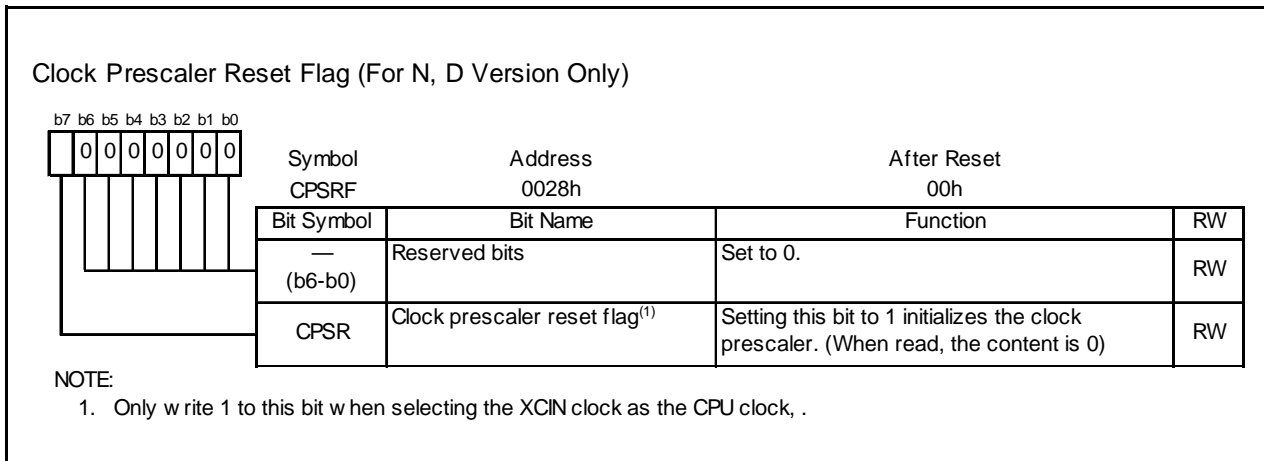 Clock Prescaler Reset Flag (For N, D Version Only)
b7 b6 b5 b4 b3 b2 b1 b0
0 0 0 0 0 0 0
Symbol Address After Reset
CPSRF 0028h 00h
Bit Symbol Bit Name Function RW
— Reserved bits Set to 0. RW
(b6-b0)
CPSR Clock prescaler reset flag(1) Setting this bit to 1 initializes the clock RW
prescaler. (When read, the content is 0)
NOTE:
1. Only write 1 to this bit when selecting the XCIN clock as the CPU clock, .